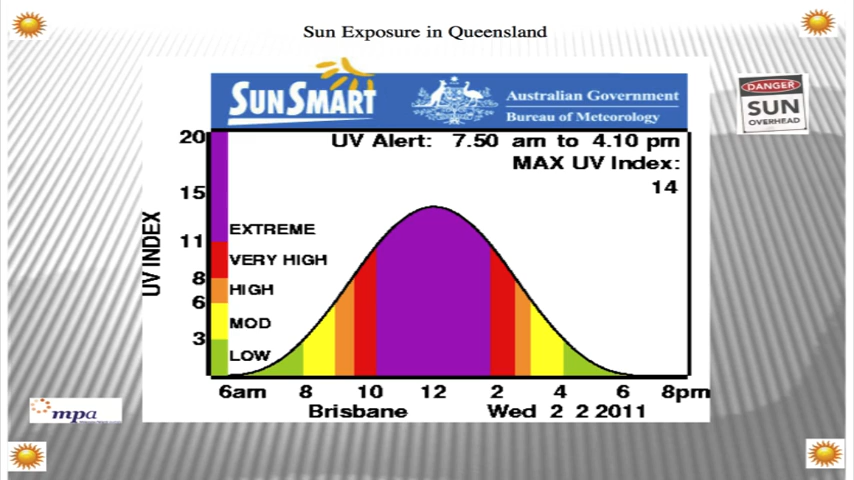 Sun Exposure in Queensland
SUNSMART
Australian Government
Bureau of Meteorology
DANGER
SUN
OVERHEAD
UV Alert: 7.50 am to 4.10 pm
MAX UV Index:
14
20
15
11
8
6
3
UV INDEX
EXTREME
VERY HIGH
HIGH
MOD
LOW
6am 8 10 12 2 4 6 8pm
Brisbane Wed 2 2 2011
mpa